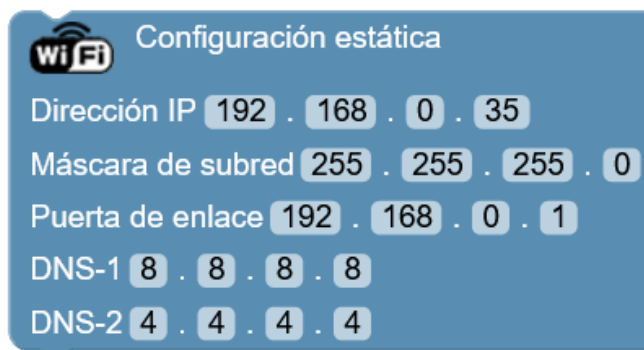 WiFi Configuración estática
Dirección IP 192 . 168 . 0 . 35
Máscara de subred 255 . 255 . 255 . 0
Puerta de enlace 192 . 168 . 0 . 1
DNS-1 8 . 8 . 8 . 8
DNS-2 4 . 4 . 4 . 4